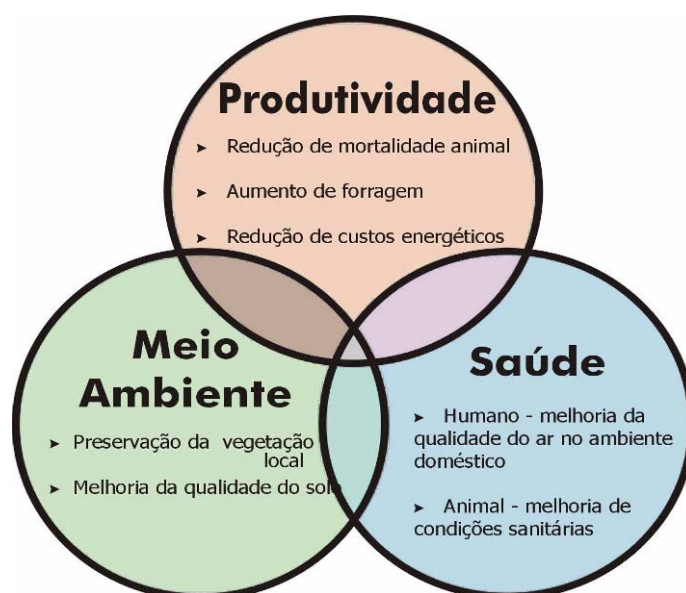 Produtividade
➤ Redução de mortalidade animal
➤ Aumento de forragem
➤ Redução de custos energéticos
Meio
Ambiente
➤ Preservação da vegetação
local
➤ Melhoria da qualidade do solo
Saúde
➤ Humano - melhoria da
qualidade do ar no ambiente
doméstico
➤ Animal - melhoria de
condições sanitárias